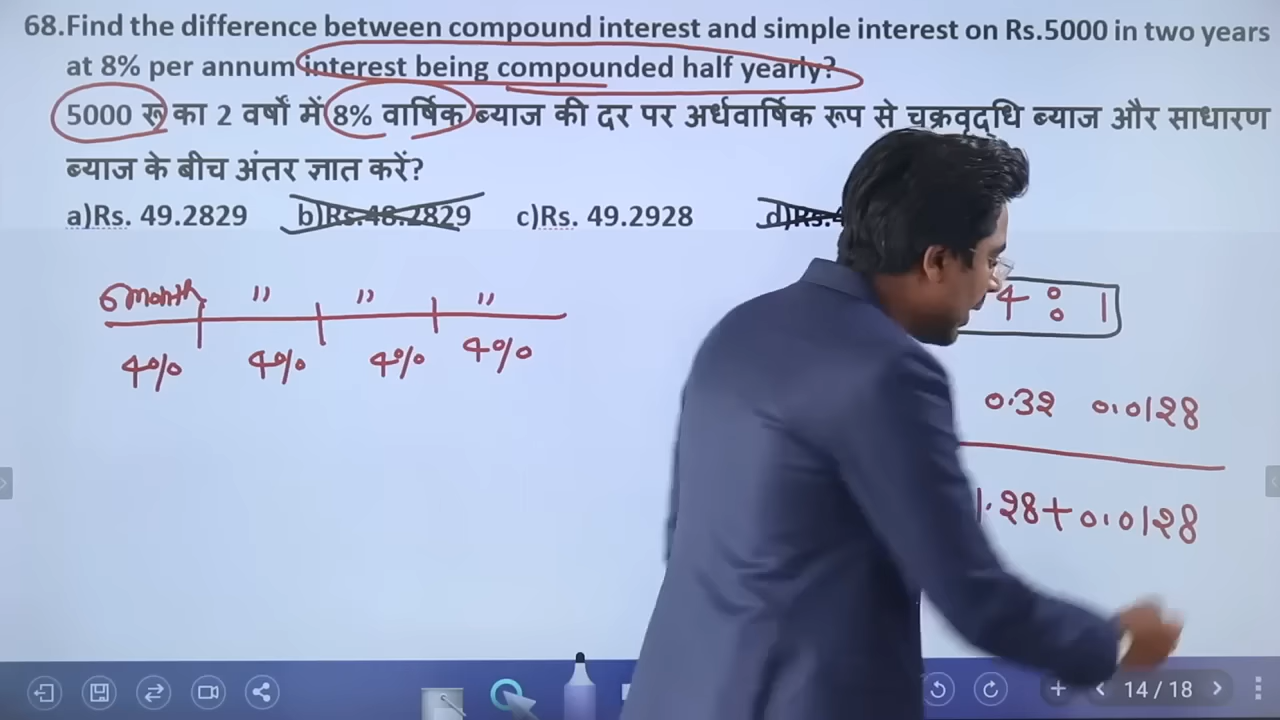 68.Find the difference between compound interest and simple interest on Rs.5000 in two years
at 8% per annum interest being compounded half yearly?
5000 रू का 2 वर्षों में 8% वार्षिक ब्याज की दर पर अर्धवार्षिक रूप से चक्रवृद्धि ब्याज और साधारण
ब्याज के बीच अंतर ज्ञात करें?
a)Rs. 49.2829 b)Rs.48.2829 c)Rs. 49.2928 d)Rs.4
6month " " "
4% 4% 4% 4%
4 : 1
0.32 0.0128
1.28+0.0128
14 / 18